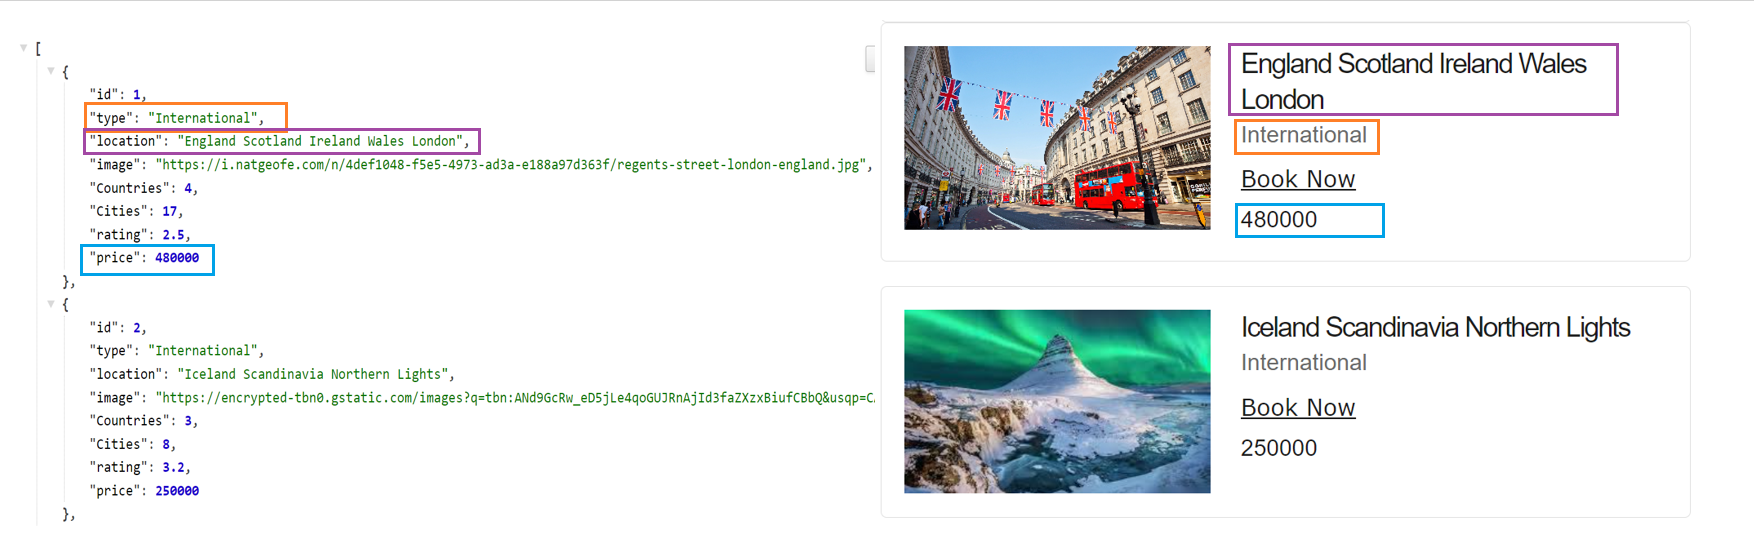 [
{
"id": 1,
"type": "International",
"location": "England Scotland Ireland Wales London",
"image": "https://i.natgeofe.com/n/4def1048-f5e5-4973-ad3a-e188a97d363f/regents-street-london-england.jpg",
"Countries": 4,
"Cities": 17,
"rating": 2.5,
"price": 480000
},
{
"id": 2,
"type": "International",
"location": "Iceland Scandinavia Northern Lights",
"image": "https://encrypted-tbn0.gstatic.com/images?q=tbn:ANd9GcRw_eD5jLe4qoGUJRnAjId3faZXzxBiufCBbQ&usqp=C
"Countries": 3,
"Cities": 8,
"rating": 3.2,
"price": 250000
},
England Scotland Ireland Wales
London
International
Book Now
480000
Iceland Scandinavia Northern Lights
International
Book Now
250000